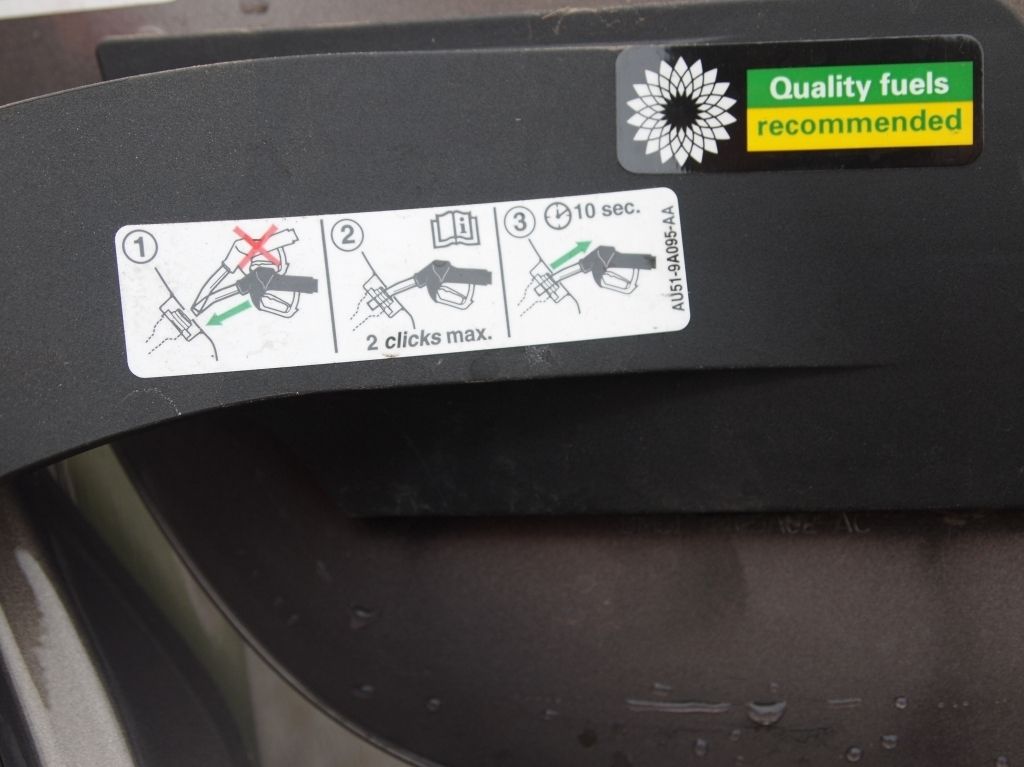 Quality fuels
recommended
1
2
i
2 clicks max.
3
10 sec.
AU51-9A095-AA